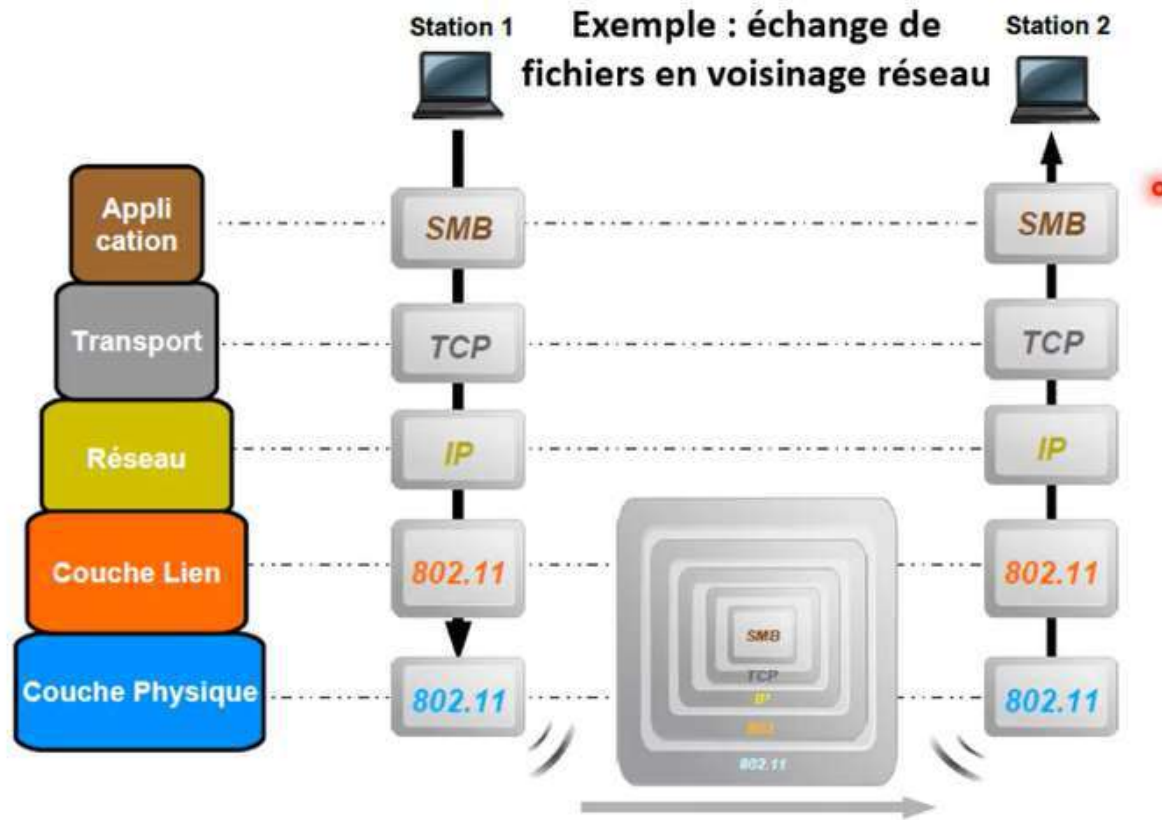 Station 1
Exemple : échange de
fichiers en voisinage réseau
Station 2
Appli
cation
SMB
SMB
Transport
TCP
TCP
Réseau
IP
IP
Couche Lien
802.11
802.11
Couche Physique
802.11
802.11
SMB
TCP
IP
802.11